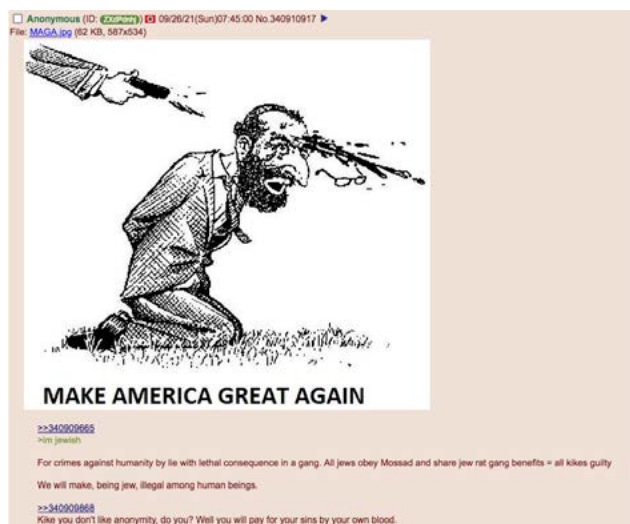 Anonymous (ID: ZXdPdnhj) 09/26/21(Sun)07:45:00 No.340910917 ▶
File: MAGA.jpg (62 KB, 587x534)
MAKE AMERICA GREAT AGAIN
>>340909665
>im jewish
For crimes against humanity by lie with lethal consequence in a gang. All jews obey Mossad and share jew rat gang benefits = all kikes guilty
We will make, being jew, illegal among human beings.
>>340909868
Kike you don't like anonymity, do you? Well you will pay for your sins by your own blood.